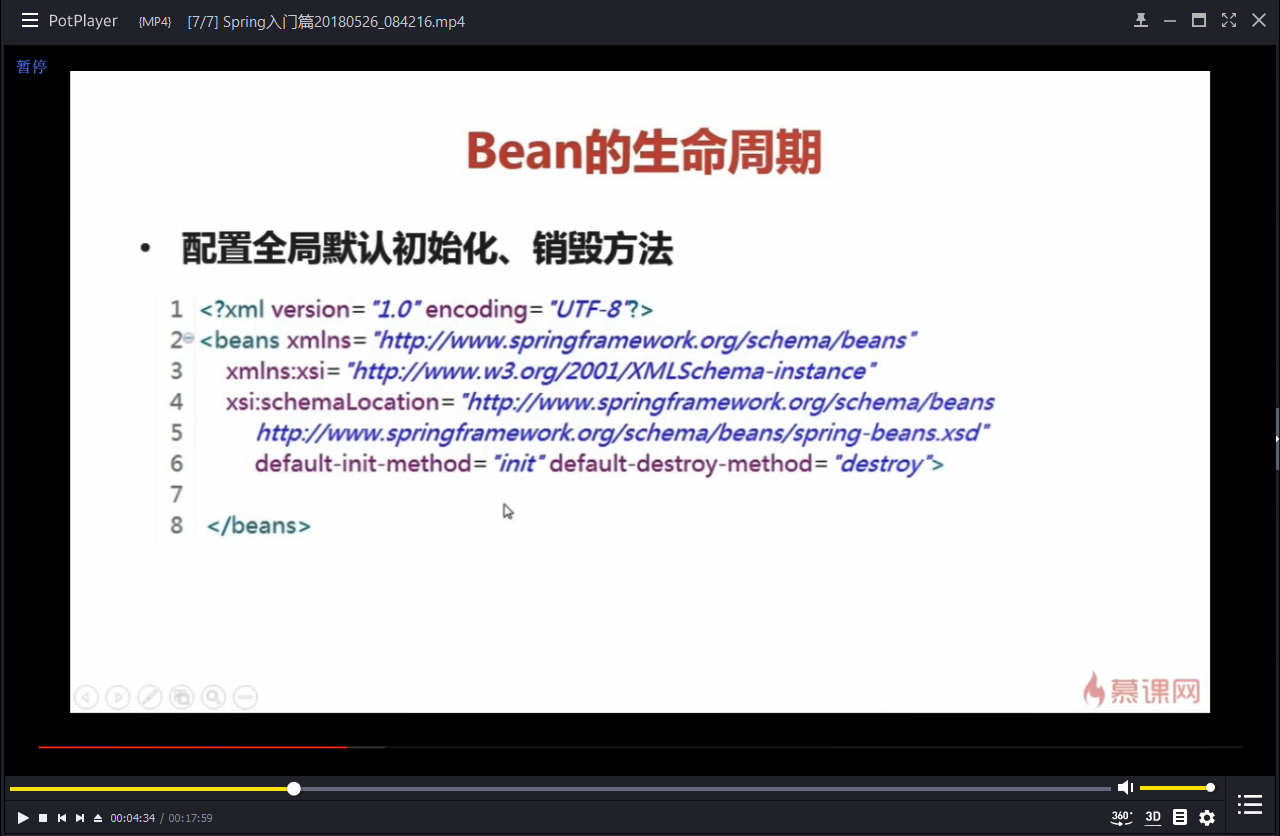 PotPlayer {MP4} [7/7] Spring入门篇20180526_084216.mp4
暂停
Bean的生命周期
• 配置全局默认初始化、销毁方法
1 <?xml version="1.0" encoding="UTF-8"?>
2 <beans xmlns="http://www.springframework.org/schema/beans"
3 xmlns:xsi="http://www.w3.org/2001/XMLSchema-instance"
4 xsi:schemaLocation="http://www.springframework.org/schema/beans
5 http://www.springframework.org/schema/beans/spring-beans.xsd"
6 default-init-method="init" default-destroy-method="destroy">
7
8 </beans>
慕课网
00:04:34 / 00:17:59 360° 3D